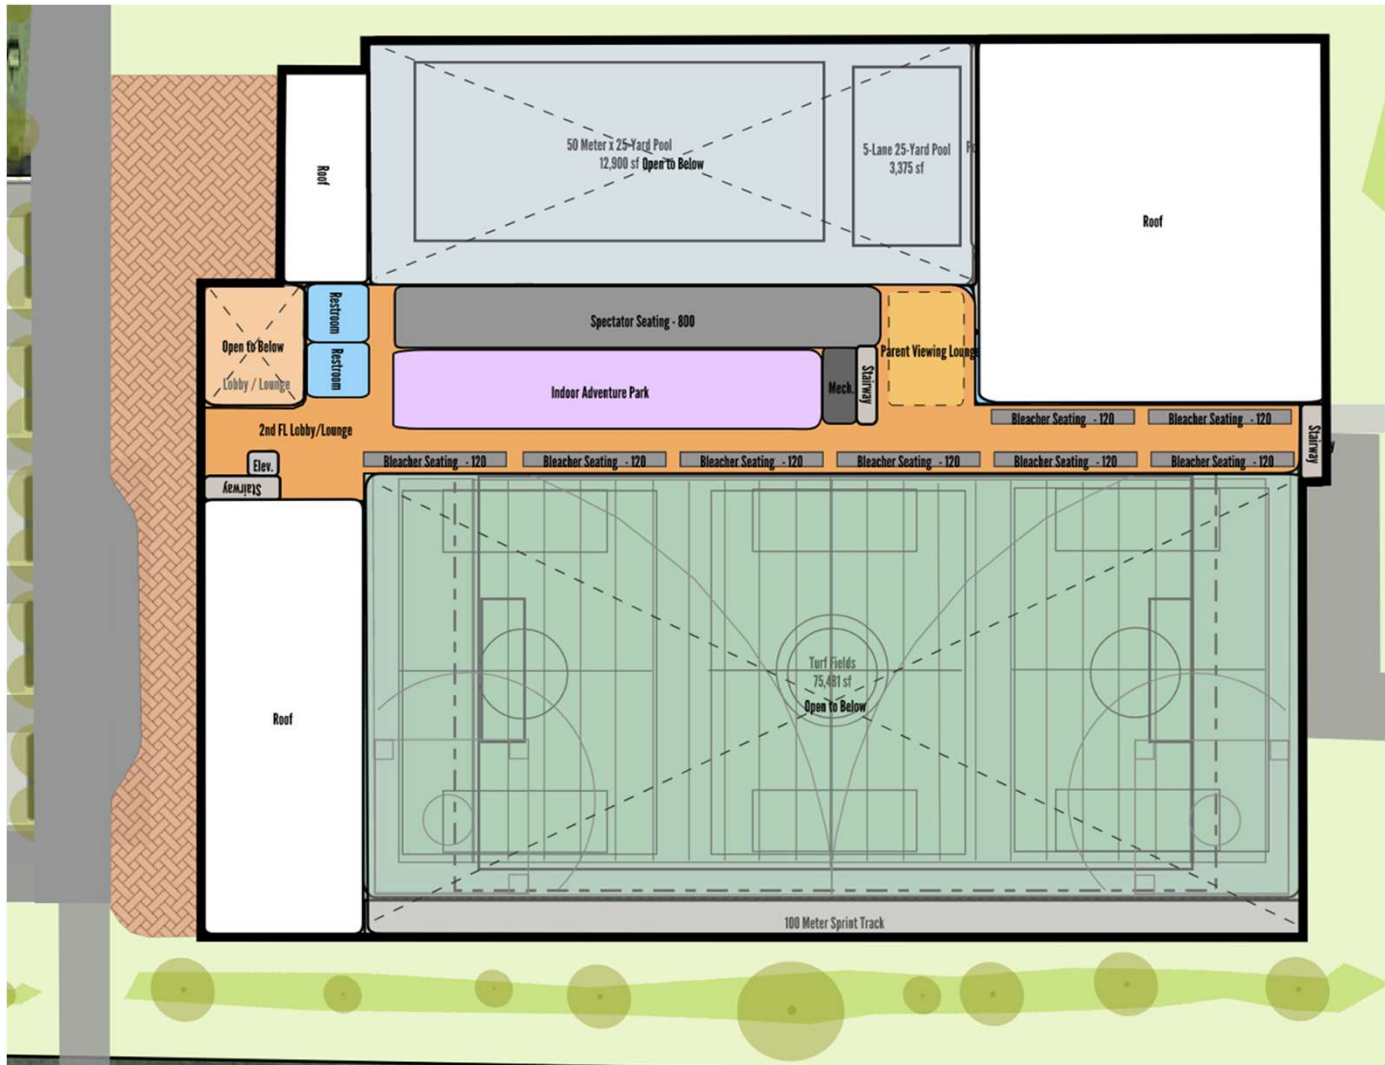 50 Meter x 25-Yard Pool
12,900 sf
Open to Below
5-Lane 25-Yard Pool
3,375 sf
Roof
Roof
Restroom
Restroom
Open to Below
Lobby / Lounge
Spectator Seating - 800
Indoor Adventure Park
Mech.
Stairway
Parent Viewing Lounge
2nd FL Lobby/Lounge
Elev.
Stairway
Bleacher Seating - 120
Bleacher Seating - 120
Stairway
Bleacher Seating - 120
Bleacher Seating - 120
Bleacher Seating - 120
Bleacher Seating - 120
Bleacher Seating - 120
Bleacher Seating - 120
Roof
Turf Fields
75,481 sf
Open to Below
100 Meter Sprint Track